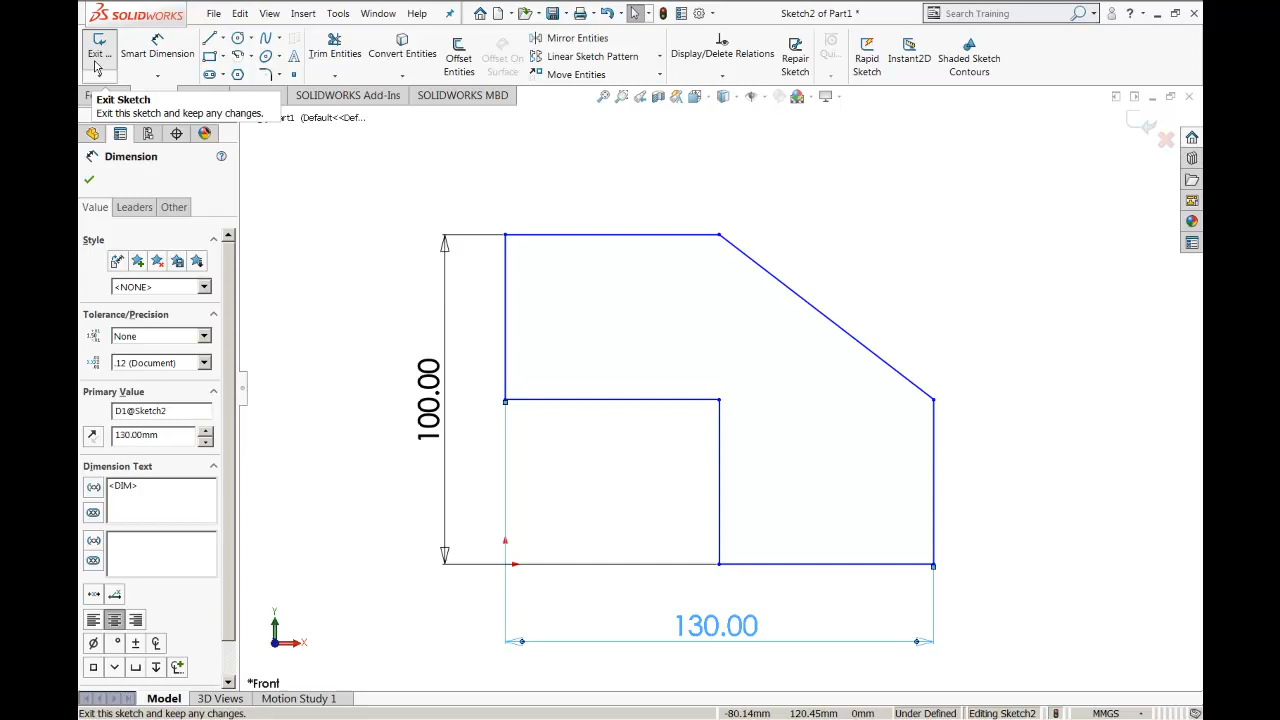 SOLIDWORKS
File Edit View Insert Tools Window Help
Sketch2 of Part1 *
Search Training
Exit ...
Smart Dimension
Trim Entities
Convert Entities
Offset Entities
Offset On Surface
Mirror Entities
Linear Sketch Pattern
Move Entities
Display/Delete Relations
Repair Sketch
Qui...
Rapid Sketch
Instant2D
Shaded Sketch Contours
SOLIDWORKS Add-Ins
SOLIDWORKS MBD
Exit Sketch
Exit this sketch and keep any changes.
(Default<<Def...
Dimension
Value Leaders Other
Style
<NONE>
Tolerance/Precision
None
.12 (Document)
Primary Value
D1@Sketch2
130.00mm
Dimension Text
<DIM>
100.00
130.00
Y
X
*Front
Model 3D Views Motion Study 1
Exit this sketch and keep any changes.
-80.14mm 120.45mm 0mm Under Defined Editing Sketch2 MMGS